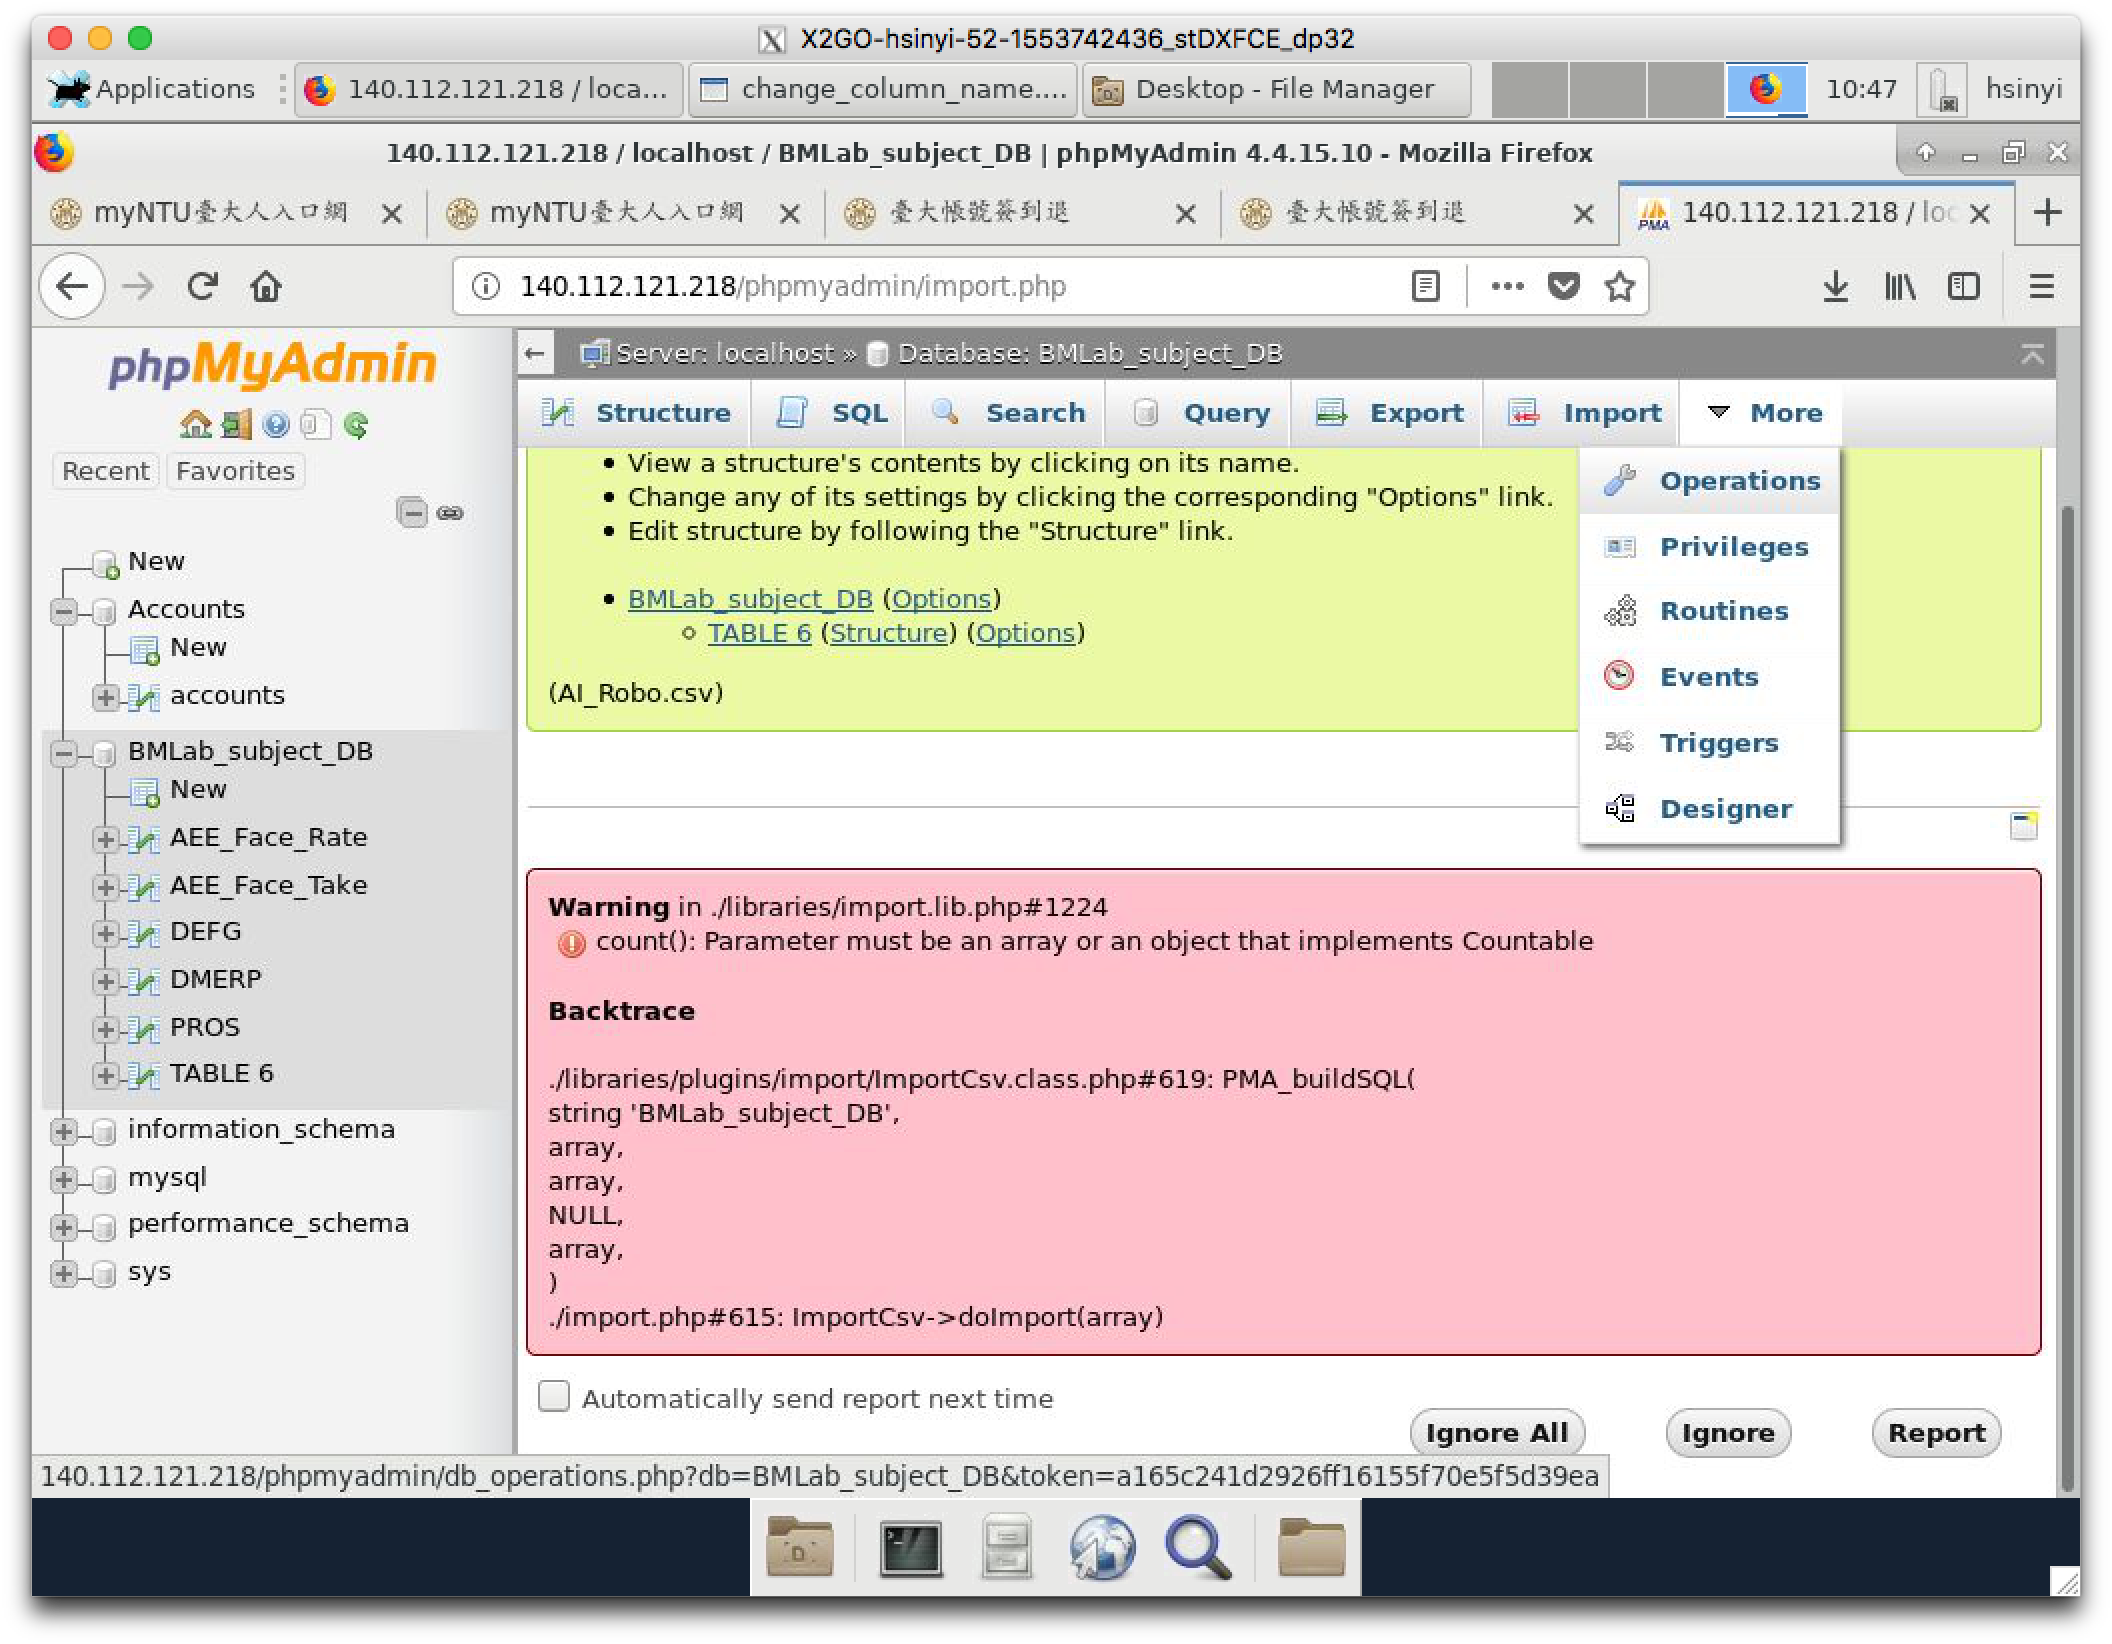 X2GO-hsinyi-52-1553742436_stDXFCE_dp32
Applications
140.112.121.218 / loca...
change_column_name....
Desktop - File Manager
10:47
hsinyi
140.112.121.218 / localhost / BMLab_subject_DB | phpMyAdmin 4.4.15.10 - Mozilla Firefox
myNTU臺大人入口網
myNTU臺大人入口網
臺大帳號簽到退
臺大帳號簽到退
PMA
140.112.121.218 / loc
140.112.121.218/phpmyadmin/import.php
phpMyAdmin
Recent
Favorites
New
Accounts
New
accounts
BMLab_subject_DB
New
AEE_Face_Rate
AEE_Face_Take
DEFG
DMERP
PROS
TABLE 6
information_schema
mysql
performance_schema
sys
Server: localhost » Database: BMLab_subject_DB
Structure
SQL
Search
Query
Export
Import
More
Operations
Privileges
Routines
Events
Triggers
Designer
• View a structure's contents by clicking on its name.
• Change any of its settings by clicking the corresponding "Options" link.
• Edit structure by following the "Structure" link.
• BMLab_subject_DB (Options)
TABLE 6 (Structure) (Options)
(AI_Robo.csv)
Warning in ./libraries/import.lib.php#1224
count(): Parameter must be an array or an object that implements Countable
Backtrace
./libraries/plugins/import/ImportCsv.class.php#619: PMA_buildSQL(
string 'BMLab_subject_DB',
array,
array,
NULL,
array,
)
./import.php#615: ImportCsv->doImport(array)
Automatically send report next time
Ignore All
Ignore
Report
140.112.121.218/phpmyadmin/db_operations.php?db=BMLab_subject_DB&token=a165c241d2926ff16155f70e5f5d39ea